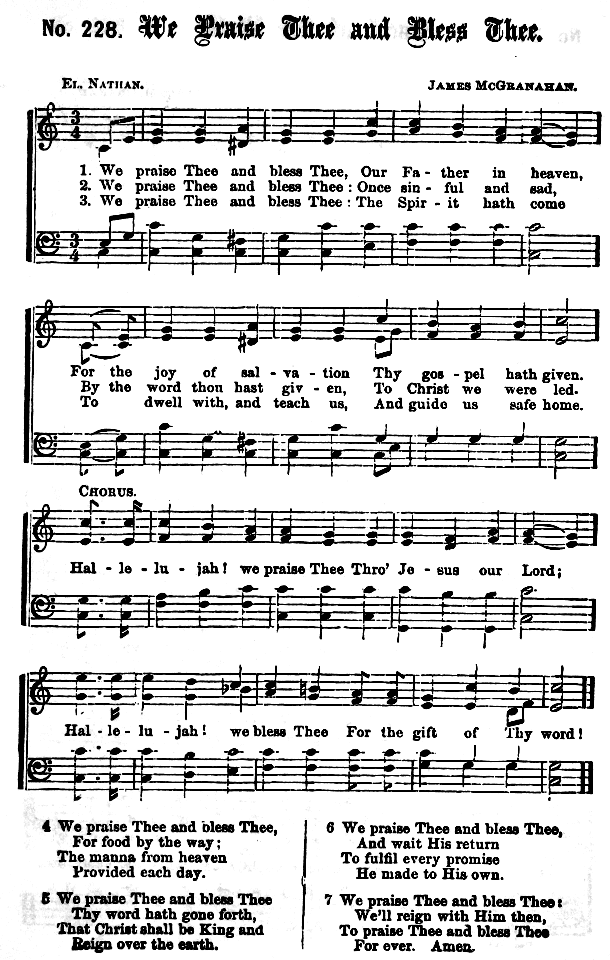 No. 228. We Praise Thee and Bless Thee.
El. Nathan. James McGranahan.
1. We praise Thee and bless Thee, Our Fa - ther in heaven,
2. We praise Thee and bless Thee: Once sin - ful and sad,
3. We praise Thee and bless Thee: The Spir - it hath come
For the joy of sal - va - tion Thy gos - pel hath given.
By the word thou hast giv - en, To Christ we were led.
To dwell with, and teach us, And guide us safe home.
Chorus.
Hal - le - lu - jah! we praise Thee Thro' Je - sus our Lord;
Hal - le - lu - jah! we bless Thee For the gift of Thy word!
4 We praise Thee and bless Thee,
For food by the way;
The manna from heaven
Provided each day.
5 We praise Thee and bless Thee
Thy word hath gone forth,
That Christ shall be King and
Reign over the earth.
6 We praise Thee and bless Thee,
And wait His return
To fulfil every promise
He made to His own.
7 We praise Thee and bless Thee:
We'll reign with Him then,
To praise Thee and bless Thee
For ever. Amen.